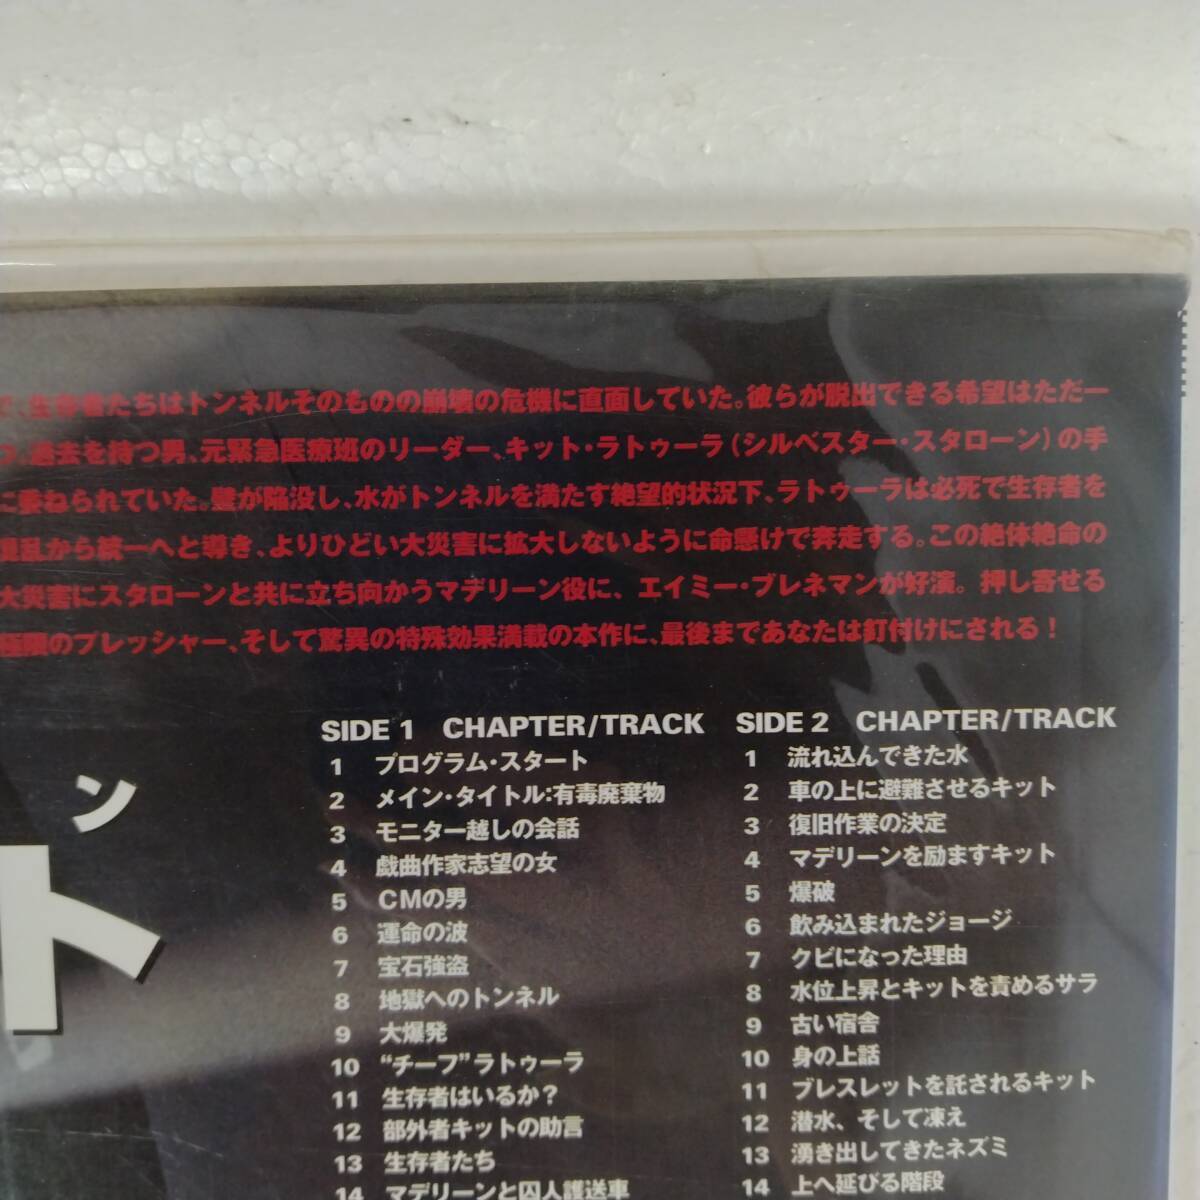 で、生存者たちはトンネルそのものの崩壊の危機に直面していた。彼らが脱出できる希望はただ一
つ。過去を持つ男、元緊急医療班のリーダー、キット・ラトゥーラ(シルベスター・スタローン)の手
に委ねられていた。壁が陥没し、水がトンネルを満たす絶望的状況下、ラトゥーラは必死で生存者を
混乱から統一へと導き、よりひどい大災害に拡大しないように命懸けで奔走する。この絶体絶命の
大災害にスタローンと共に立ち向かうマデリーン役に、エイミー・ブレネマンが好演。押し寄せる
極限のプレッシャー、そして驚異の特殊効果満載の本作に、最後まであなたは釘付けにされる!
ン
ト
SIDE 1 CHAPTER/TRACK
1 プログラム・スタート
2 メイン・タイトル:有毒廃棄物
3 モニター越しの会話
4 戯曲作家志望の女
5 CMの男
6 運命の波
7 宝石強盗
8 地獄へのトンネル
9 大爆発
10 “チーフ”ラトゥーラ
11 生存者はいるか?
12 部外者キットの助言
13 生存者たち
14 マデリーンと囚人護送車
SIDE 2 CHAPTER/TRACK
1 流れ込んできた水
2 車の上に避難させるキット
3 復旧作業の決定
4 マデリーンを励ますキット
5 爆破
6 飲み込まれたジョージ
7 クビになった理由
8 水位上昇とキットを責めるサラ
9 古い宿舎
10 身の上話
11 ブレスレットを託されるキット
12 潜水、そして凍え
13 湧き出してきたネズミ
14 上へ延びる階段